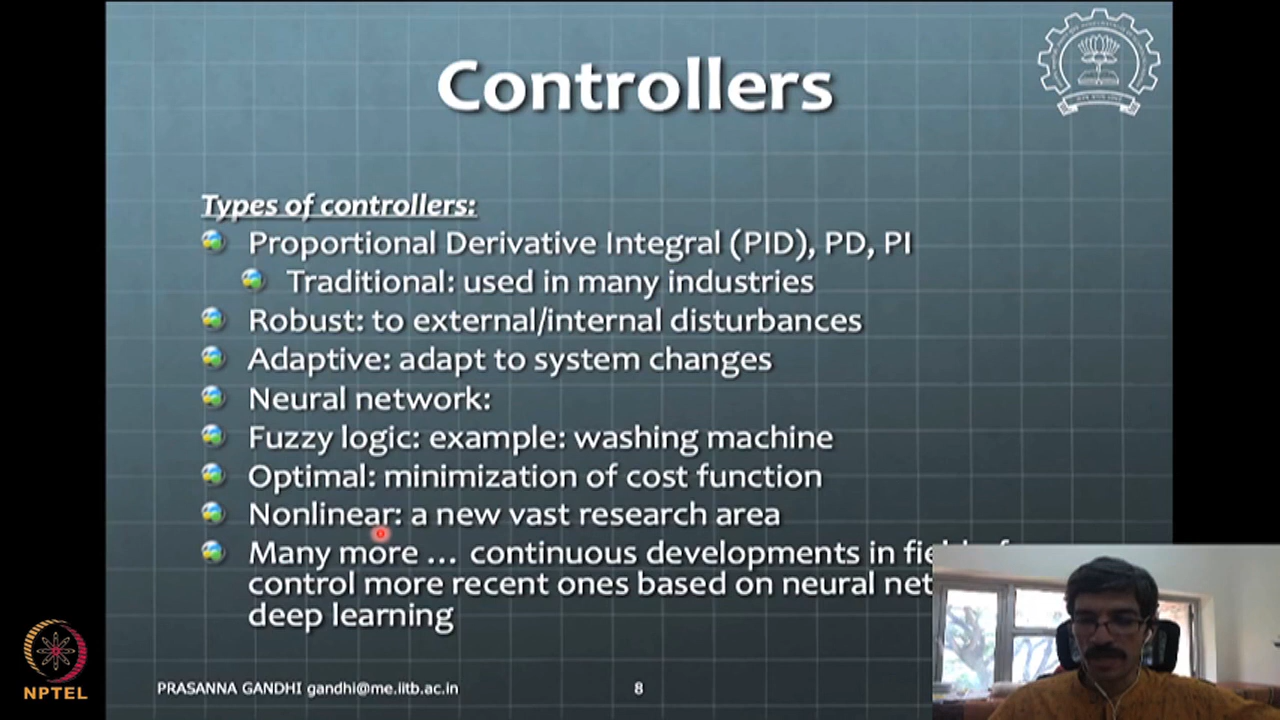 Controllers
Types of controllers:
Proportional Derivative Integral (PID), PD, PI
Traditional: used in many industries
Robust: to external/internal disturbances
Adaptive: adapt to system changes
Neural network:
Fuzzy logic: example: washing machine
Optimal: minimization of cost function
Nonlinear: a new vast research area
Many more ... continuous developments in
control more recent ones based on neural
deep learning
NPTEL
PRASANNA GANDHI gandhi@me.iitb.ac.in
8